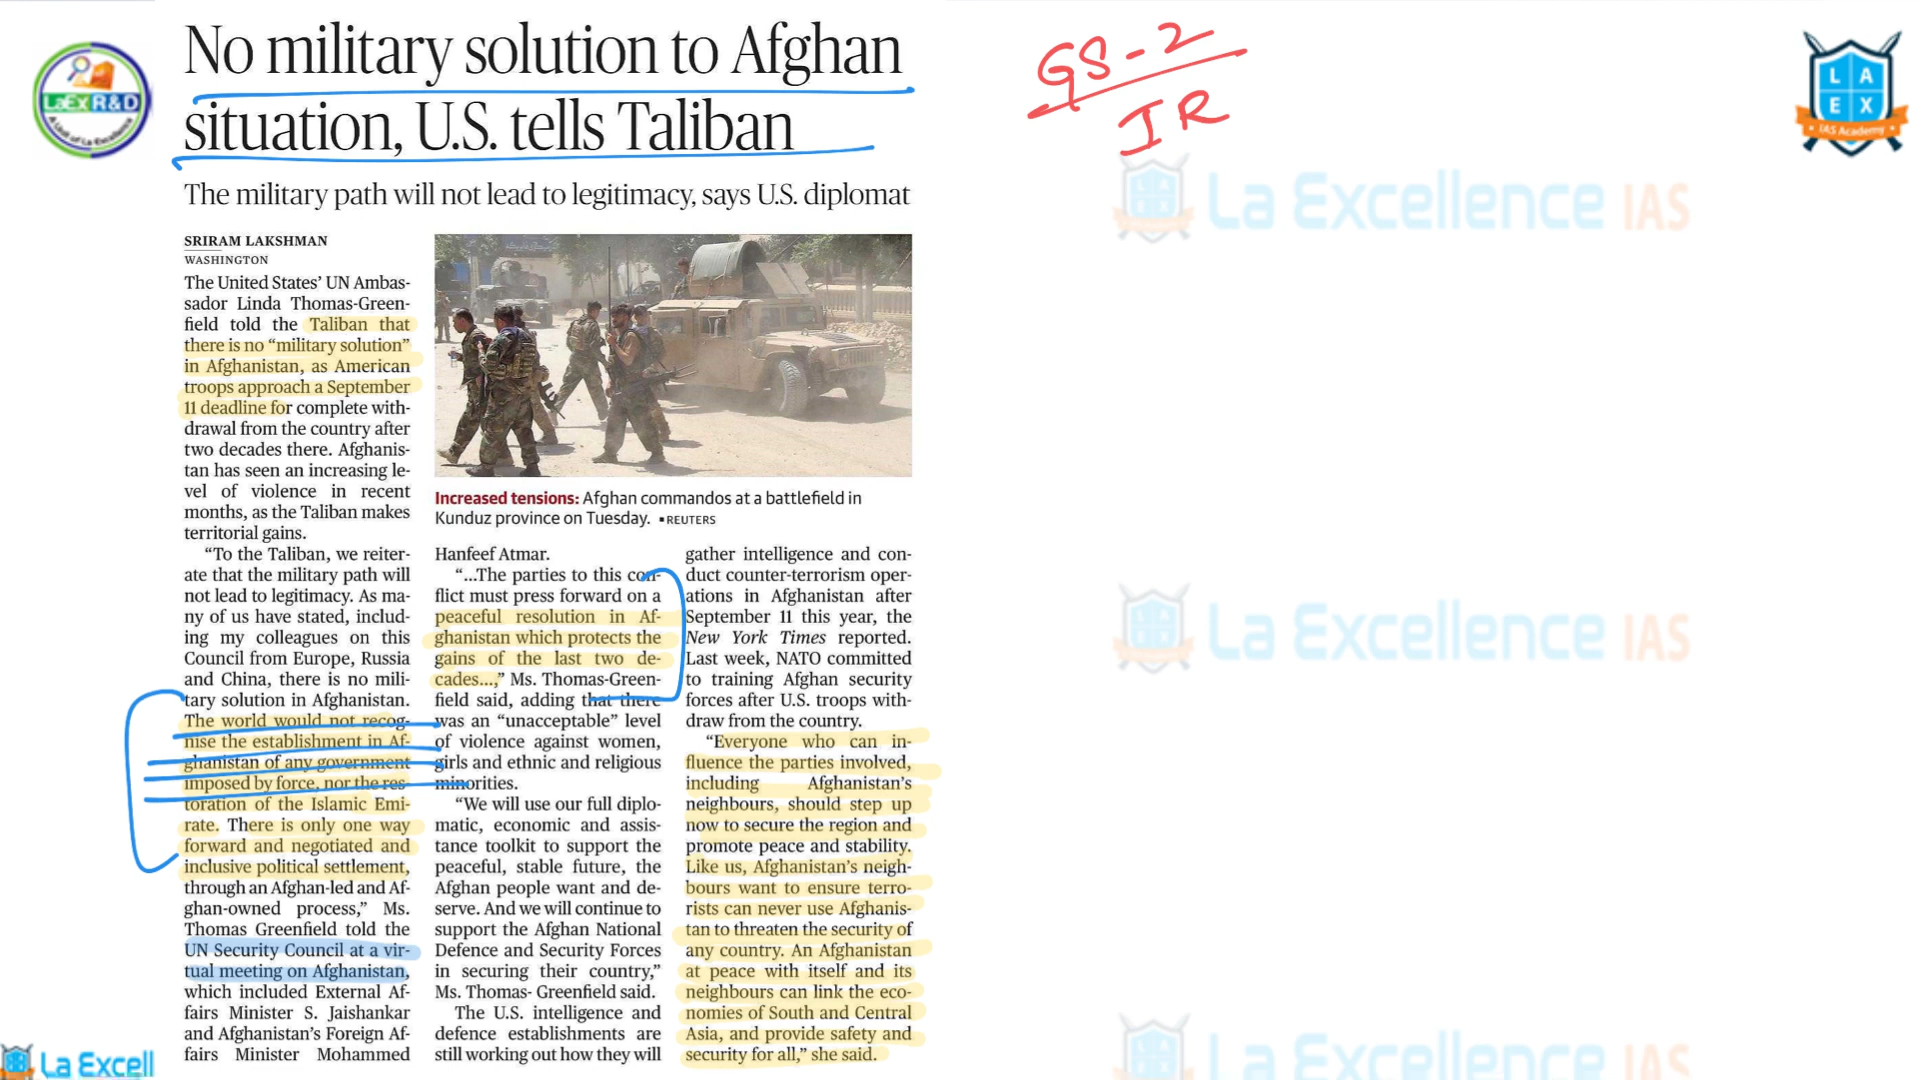 No military solution to Afghan
situation, U.S. tells Taliban
The military path will not lead to legitimacy, says U.S. diplomat
SRIRAM LAKSHMAN
WASHINGTON
The United States’ UN Ambas-
sador Linda Thomas-Green-
field told the Taliban that
there is no “military solution”
in Afghanistan, as American
troops approach a September
11 deadline for complete with-
drawal from the country after
two decades there. Afghanis-
tan has seen an increasing le-
vel of violence in recent
months, as the Taliban makes
territorial gains.
“To the Taliban, we reiter-
ate that the military path will
not lead to legitimacy. As ma-
ny of us have stated, includ-
ing my colleagues on this
Council from Europe, Russia
and China, there is no mili-
tary solution in Afghanistan.
The world would not recog-
nise the establishment in Af-
ghanistan of any government
imposed by force, nor the res-
toration of the Islamic Emi-
rate. There is only one way
forward and negotiated and
inclusive political settlement,
through an Afghan-led and Af-
ghan-owned process,” Ms.
Thomas Greenfield told the
UN Security Council at a vir-
tual meeting on Afghanistan,
which included External Af-
fairs Minister S. Jaishankar
and Afghanistan’s Foreign Af-
fairs Minister Mohammed
Increased tensions: Afghan commandos at a battlefield in
Kunduz province on Tuesday. ▪REUTERS
Hanfeef Atmar.
“...The parties to this con-
flict must press forward on a
peaceful resolution in Af-
ghanistan which protects the
gains of the last two de-
cades...,” Ms. Thomas-Green-
field said, adding that there
was an “unacceptable” level
of violence against women,
girls and ethnic and religious
minorities.
“We will use our full diplo-
matic, economic and assis-
tance toolkit to support the
peaceful, stable future, the
Afghan people want and de-
serve. And we will continue to
support the Afghan National
Defence and Security Forces
in securing their country,”
Ms. Thomas- Greenfield said.
The U.S. intelligence and
defence establishments are
still working out how they will
gather intelligence and con-
duct counter-terrorism oper-
ations in Afghanistan after
September 11 this year, the
New York Times reported.
Last week, NATO committed
to training Afghan security
forces after U.S. troops with-
draw from the country.
“Everyone who can in-
fluence the parties involved,
including Afghanistan’s
neighbours, should step up
now to secure the region and
promote peace and stability.
Like us, Afghanistan’s neigh-
bours want to ensure terro-
rists can never use Afghanis-
tan to threaten the security of
any country. An Afghanistan
at peace with itself and its
neighbours can link the eco-
nomies of South and Central
Asia, and provide safety and
security for all,” she said.
GS-2
IR
LaEx R&D
A Unit of La Excellence
L A
E X
IAS Academy
La Excellence IAS
La Excellence IAS
La Excellence IAS
La Excell